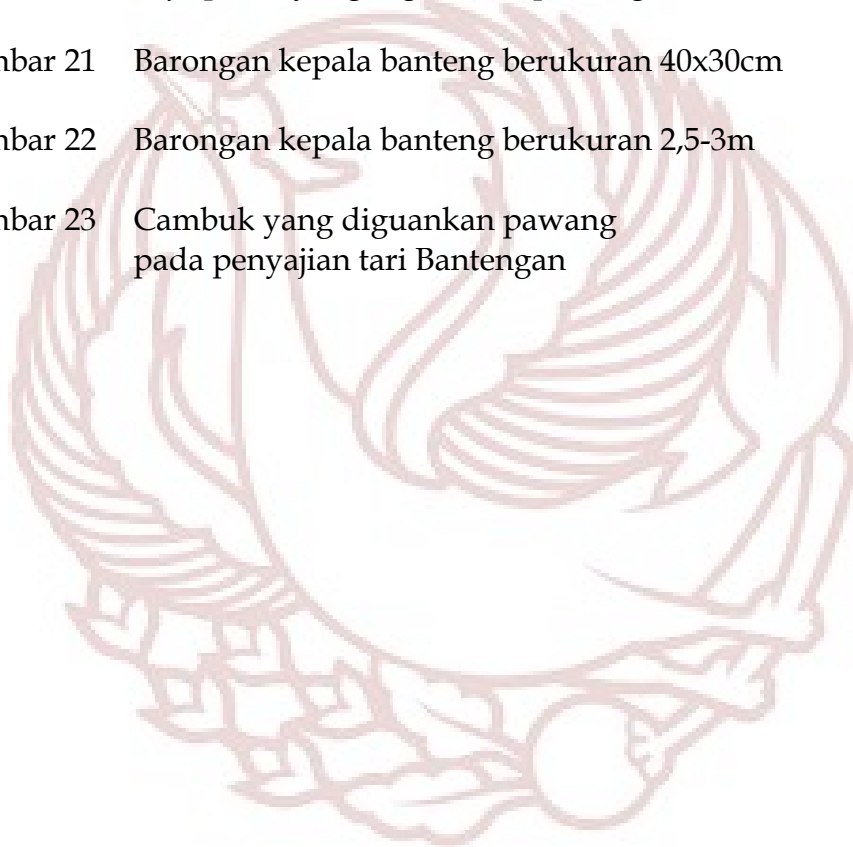 mbar 21 Barongan kepala banteng berukuran 40x30cm
mbar 22 Barongan kepala banteng berukuran 2,5-3m
mbar 23 Cambuk yang diguankan pawang
pada penyajian tari Bantengan